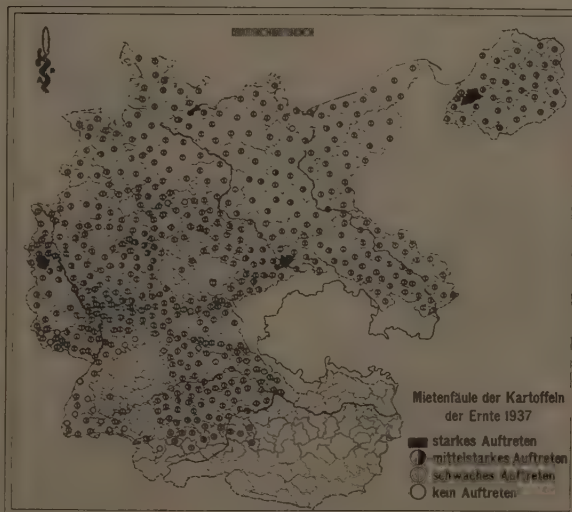 Mietenfäule der Kartoffeln
der Ernte 1937
starkes Auftreten
mittelstarkes Auftreten
schwaches Auftreten
kein Auftreten